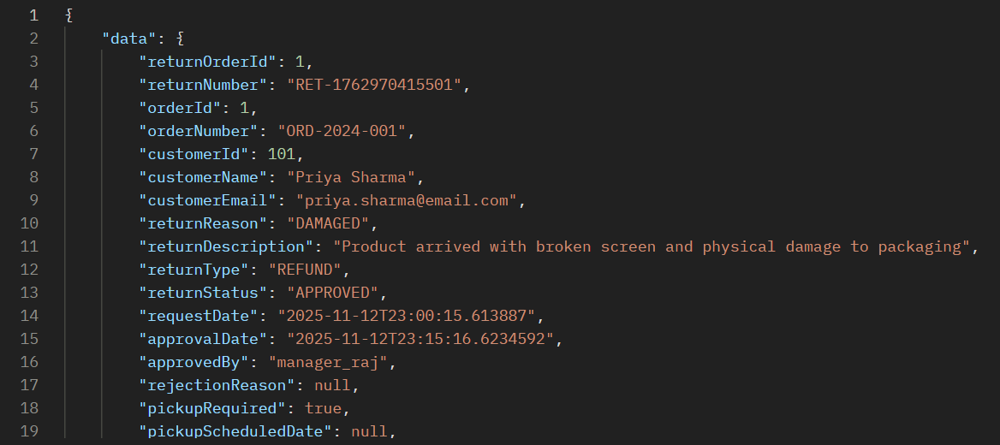 1 {
2 "data": {
3 "returnOrderId": 1,
4 "returnNumber": "RET-1762970415501",
5 "orderId": 1,
6 "orderNumber": "ORD-2024-001",
7 "customerId": 101,
8 "customerName": "Priya Sharma",
9 "customerEmail": "priya.sharma@email.com",
10 "returnReason": "DAMAGED",
11 "returnDescription": "Product arrived with broken screen and physical damage to packaging",
12 "returnType": "REFUND",
13 "returnStatus": "APPROVED",
14 "requestDate": "2025-11-12T23:00:15.613887",
15 "approvalDate": "2025-11-12T23:15:16.6234592",
16 "approvedBy": "manager_raj",
17 "rejectionReason": null,
18 "pickupRequired": true,
19 "pickupScheduledDate": null,